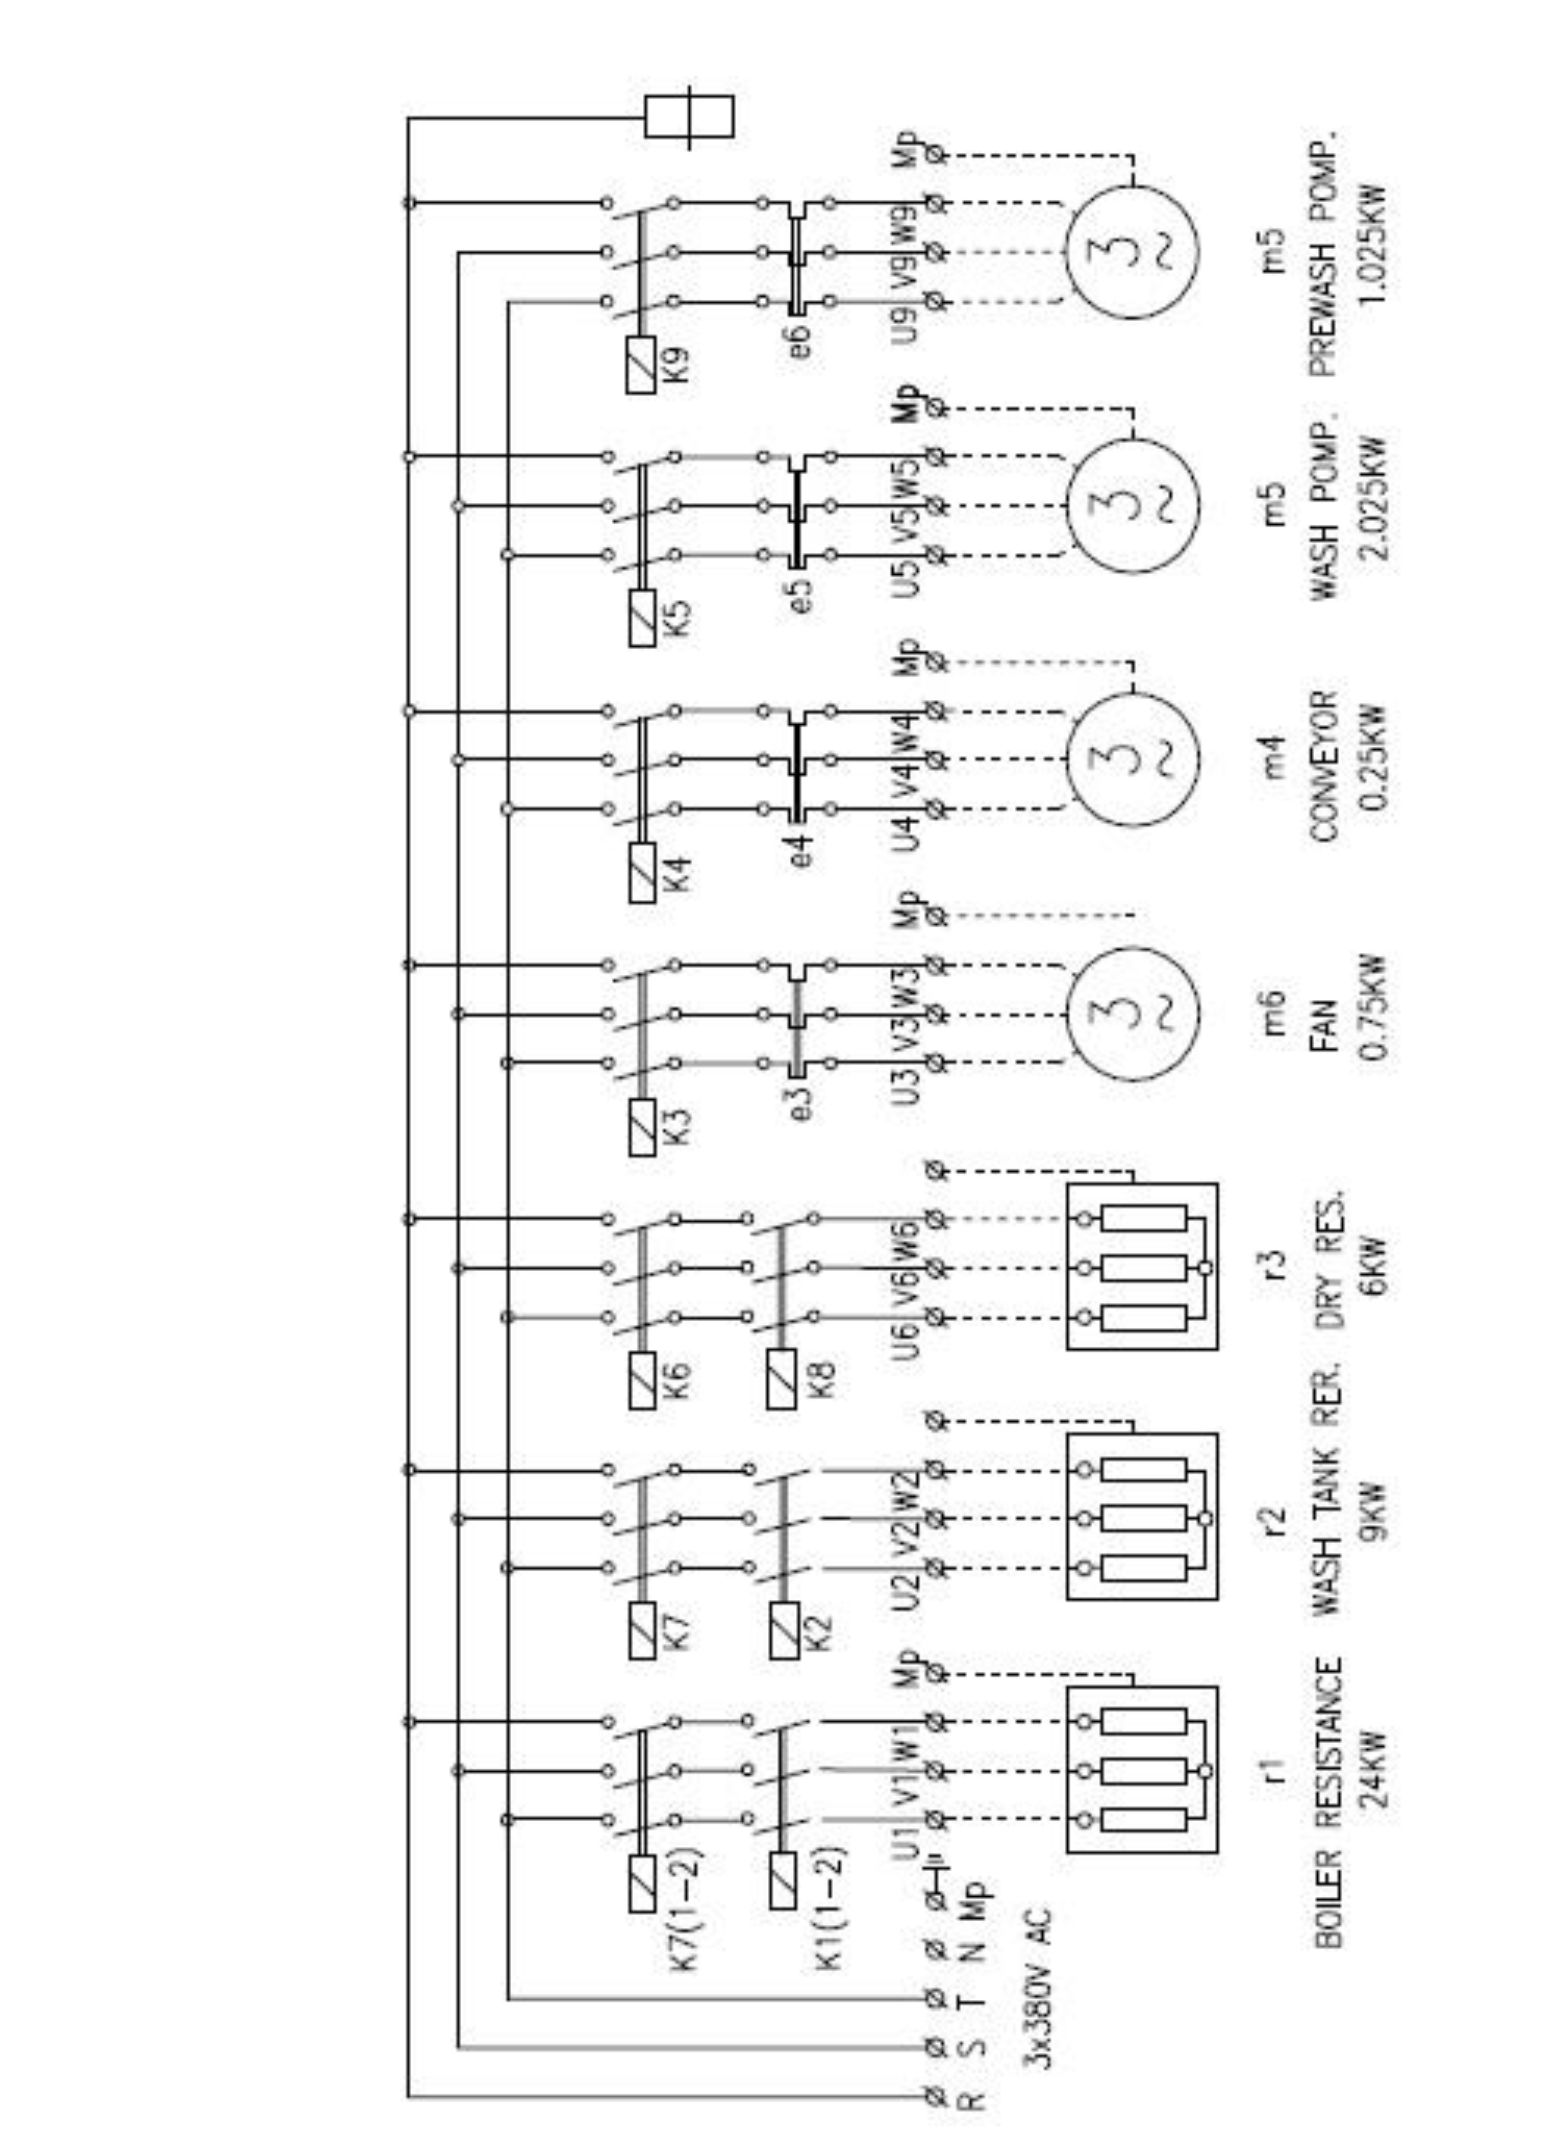 K7(1-2)
K7
K6
K3
K4
K5
K9
K1(1-2)
K2
K8
e3
e4
e5
e6
U1 V1 W1 Mp
U2 V2 W2
U6 V6 W6
U3 V3 W3 Mp
U4 V4 W4 Mp
U5 V5 W5 Mp
U9 V9 W9 Mp
R S T N Mp
3x380V AC
3~
3~
3~
3~
r1
r2
r3
m6
m4
m5
m5
BOILER RESISTANCE
WASH TANK RER.
DRY RES.
FAN
CONVEYOR
WASH POMP.
PREWASH POMP.
24KW
9KW
6KW
0.75KW
0.25KW
2.025KW
1.025KW